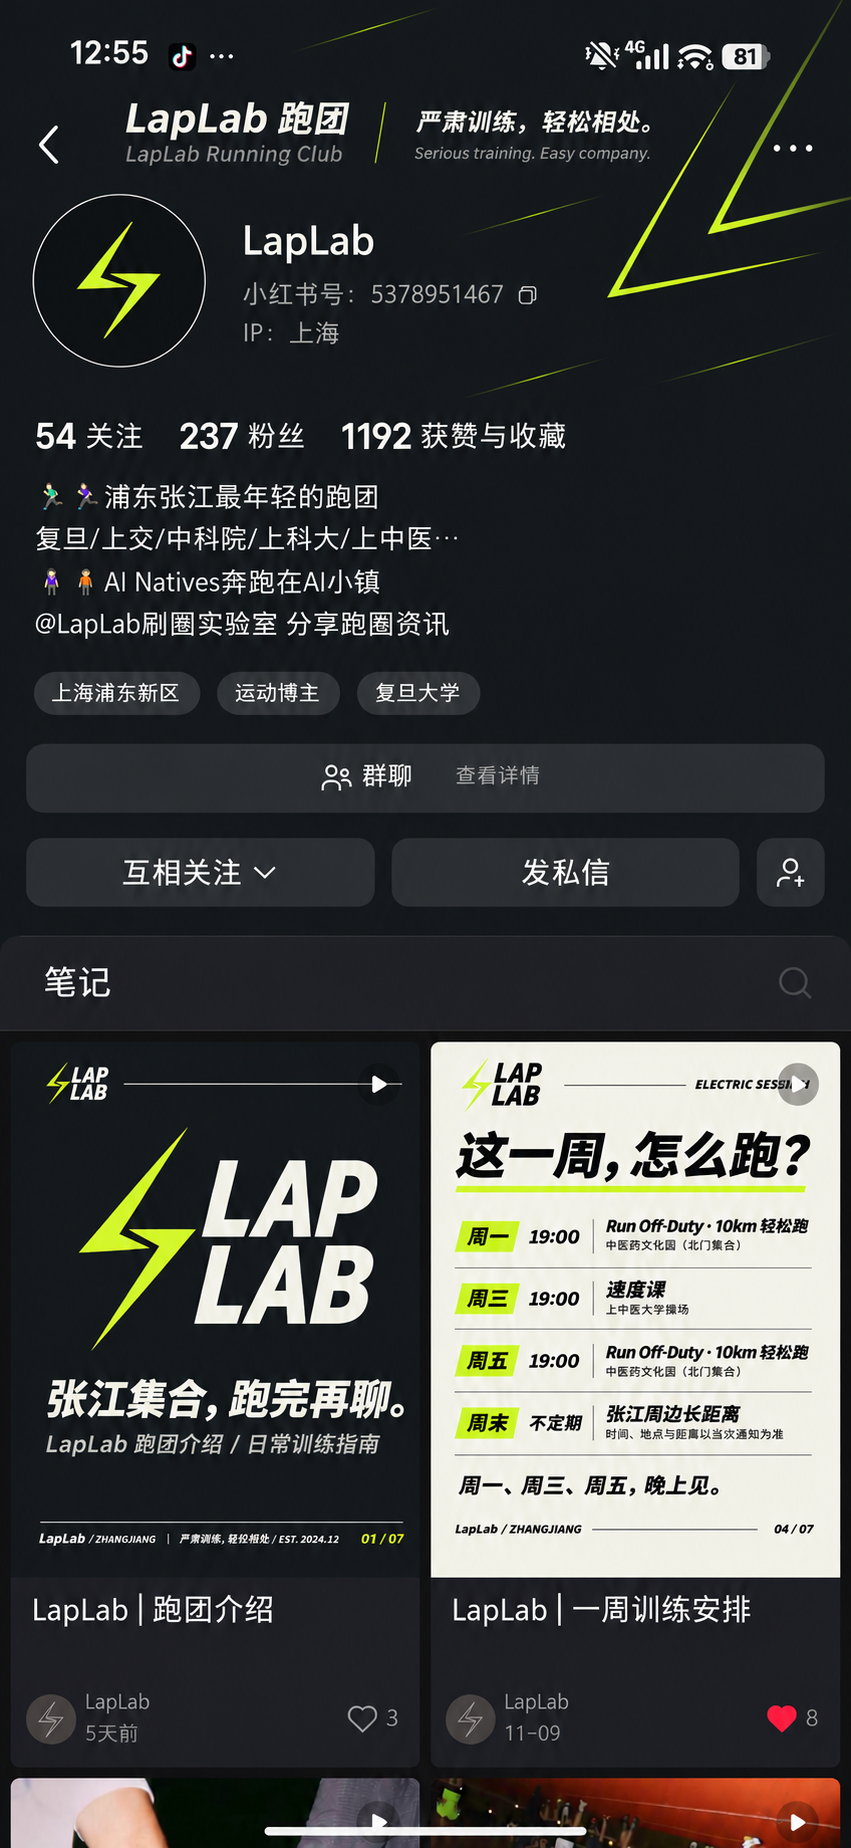 12:55 ... 4G 81
LapLab 跑团
LapLab Running Club
严肃训练，轻松相处。
Serious training. Easy company.
LapLab
小红书号：5378951467
IP：上海
54 关注 237 粉丝 1192 获赞与收藏
浦东张江最年轻的跑团
复旦/上交/中科院/上科大/上中医…
AI Natives奔跑在AI小镇
@LapLab刷圈实验室 分享跑圈资讯
上海浦东新区 运动博主 复旦大学
群聊 查看详情
互相关注 发私信
笔记
LAP
LAB
LAP
LAB
张江集合，跑完再聊。
LapLab 跑团介绍 / 日常训练指南
LapLab / ZHANGJIANG | 严肃训练，轻松相处 / EST. 2024.12 01 / 07
LapLab | 跑团介绍
LapLab
5天前
3
LAP
LAB
ELECTRIC
这一周，怎么跑？
周一 19:00 Run Off-Duty · 10km 轻松跑
中医药文化园（北门集合）
周三 19:00 速度课
上中医大学操场
周五 19:00 Run Off-Duty · 10km 轻松跑
中医药文化园（北门集合）
周末 不定期 张江周边长距离
时间、地点与距离以当次通知为准
周一、周三、周五，晚上见。
LapLab / ZHANGJIANG 04 / 07
LapLab | 一周训练安排
LapLab
11-09
8